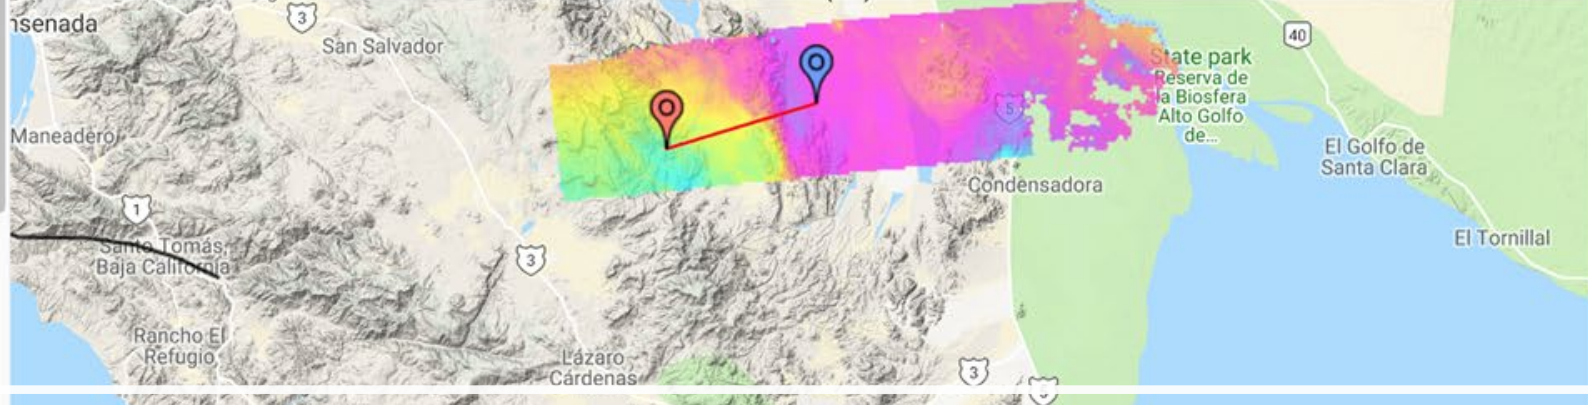 nsenada
3
San Salvador
40
State park
Reserva de
la Biosfera
Alto Golfo
de...
5
Maneadero
El Golfo de
Santa Clara
Condensadora
1
Santo Tomás,
Baja California
3
El Tornillal
Rancho El
Refugio
Lázaro
Cárdenas
3